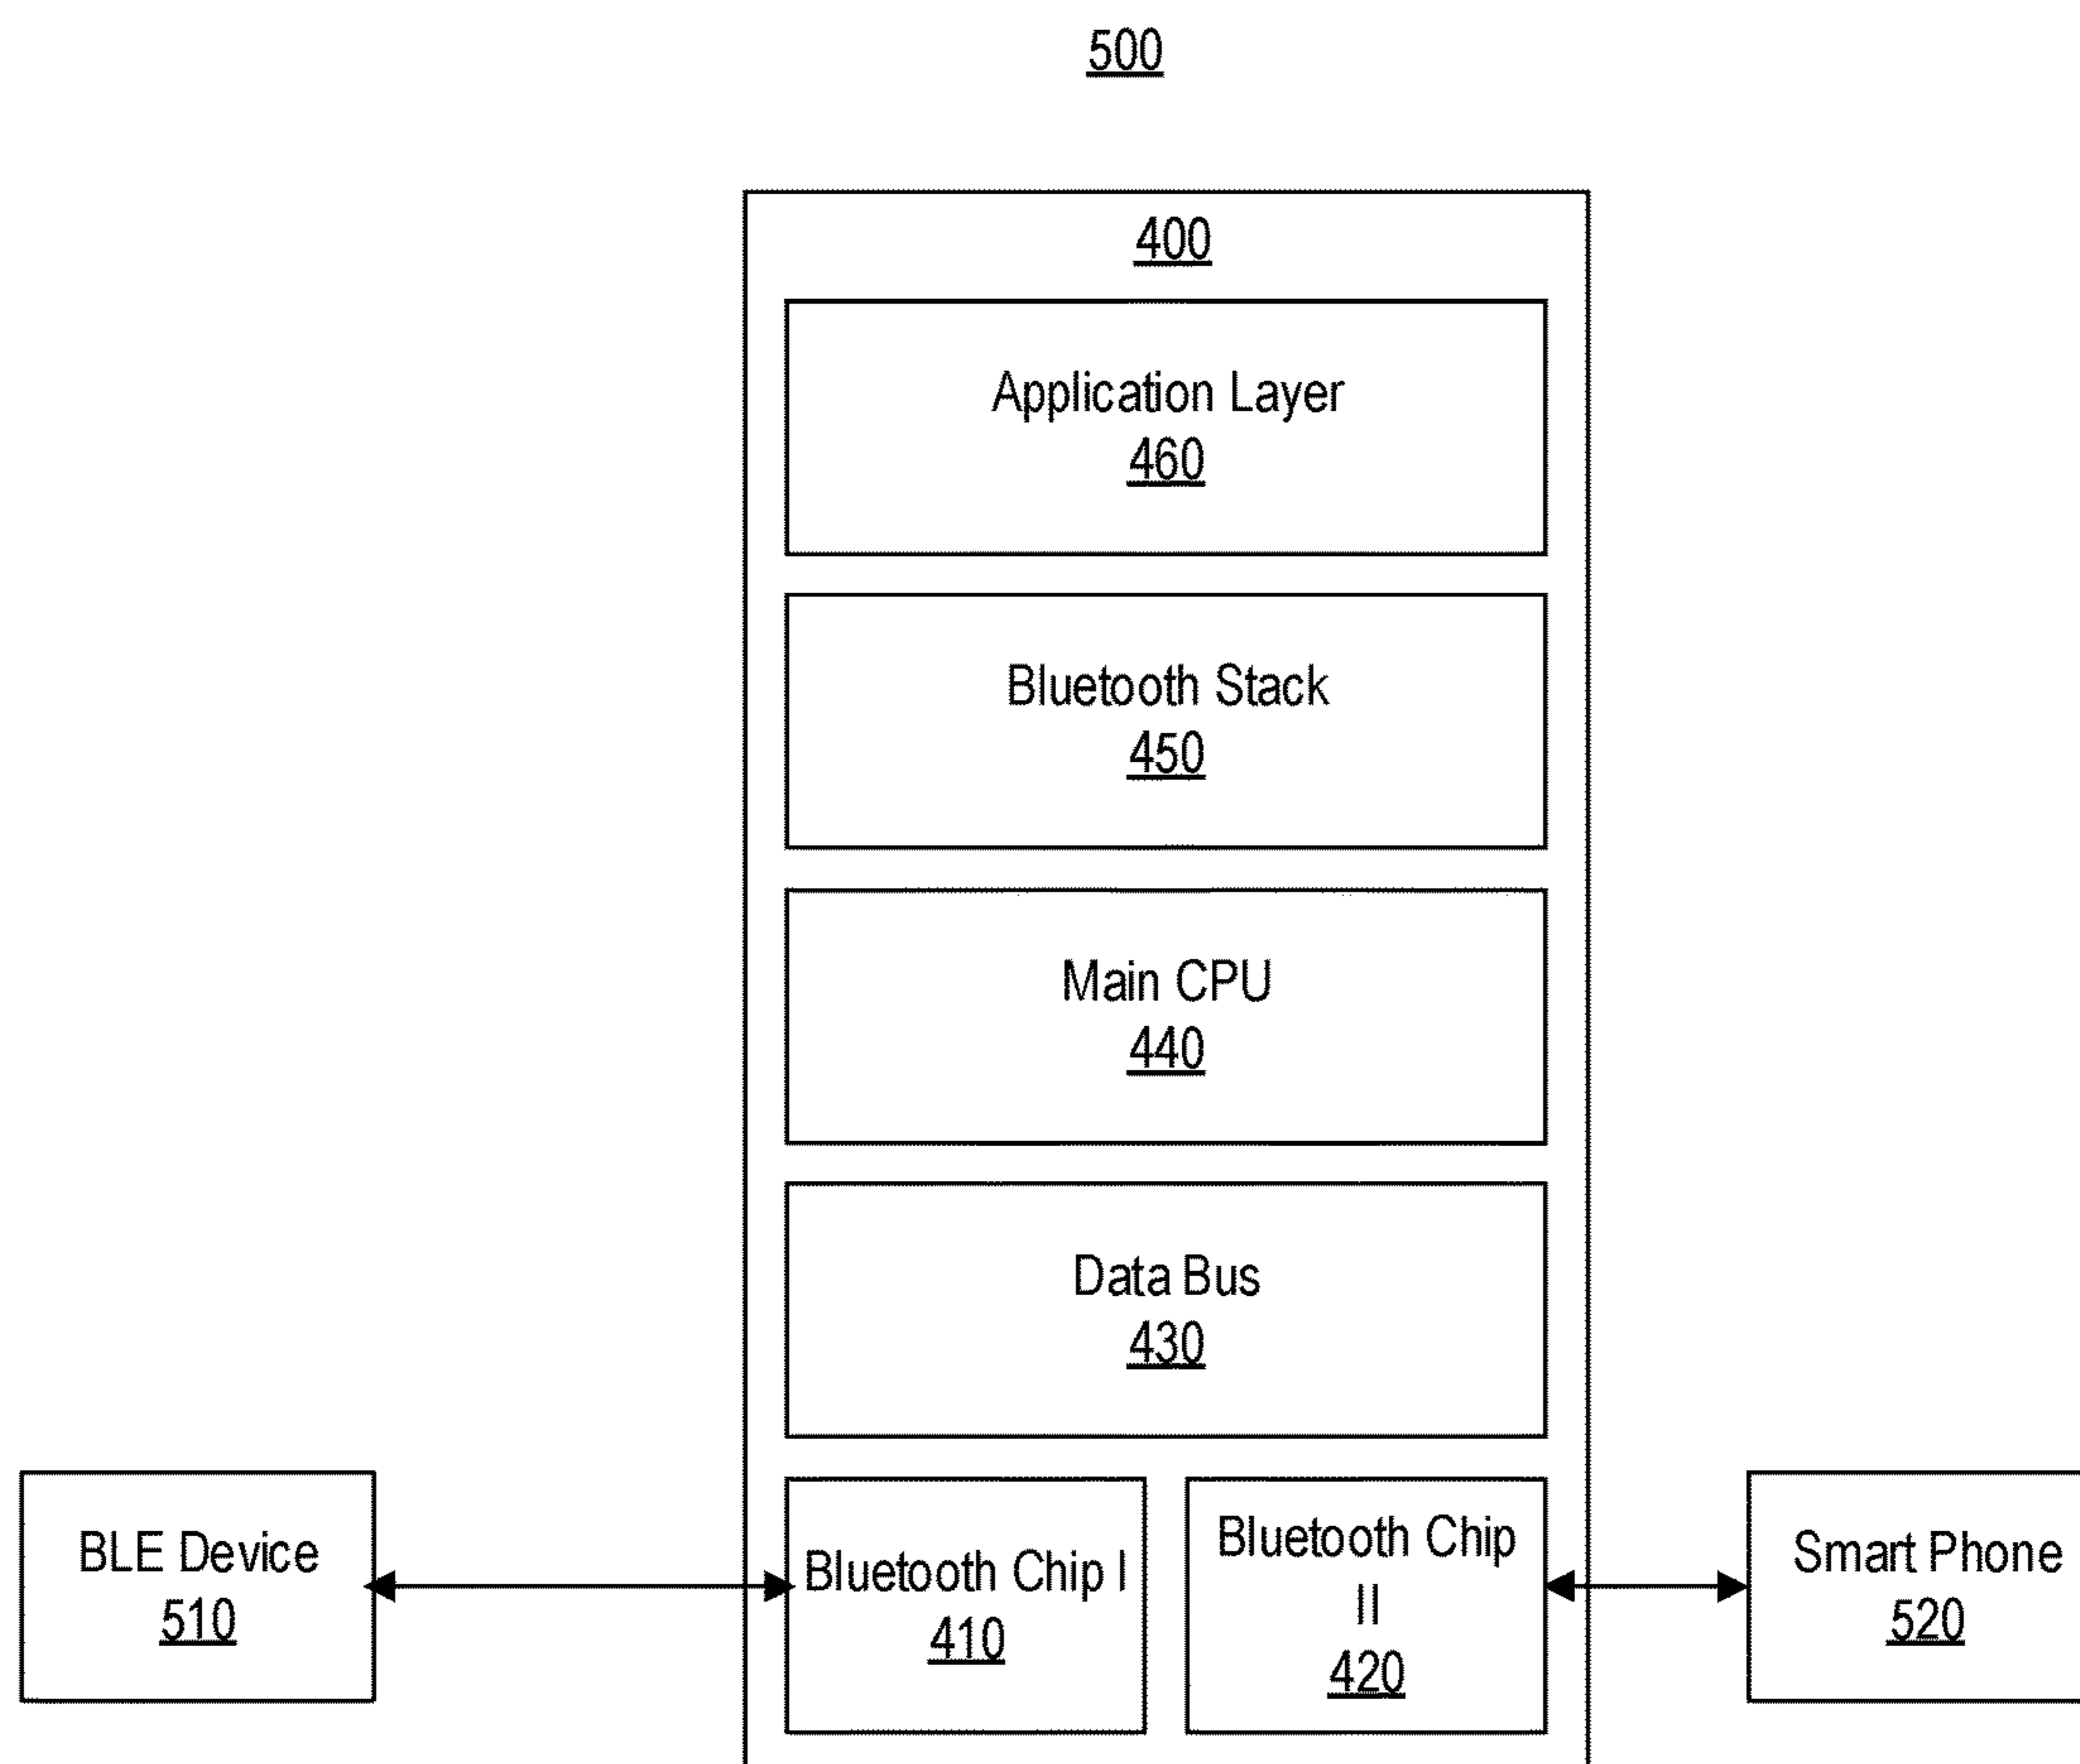 500
400
Application Layer
460
Bluetooth Stack
450
Main CPU
440
Data Bus
430
BLE Device
510
Bluetooth Chip I
410
Bluetooth Chip
II
420
Smart Phone
520